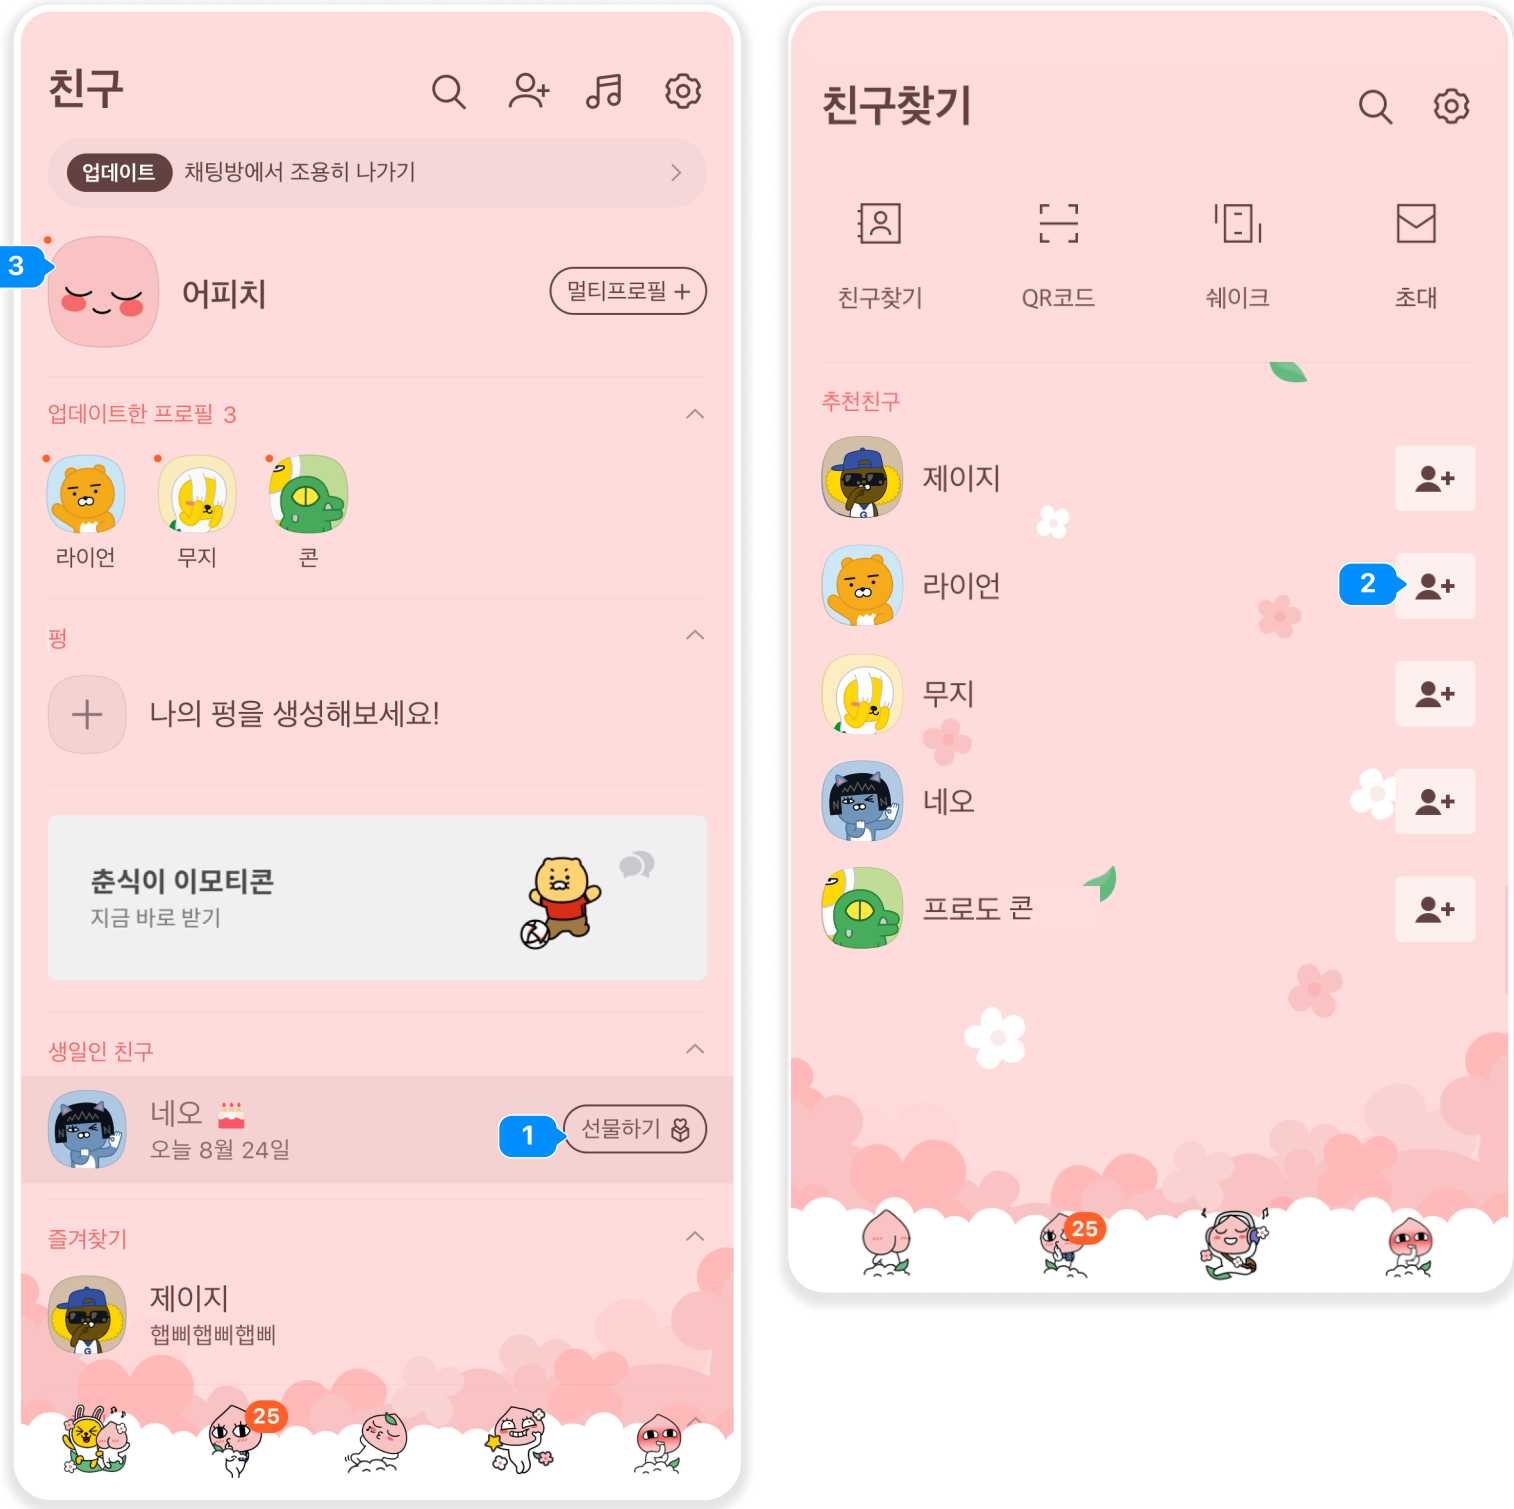 친구
업데이트 채팅방에서 조용히 나가기
3
어피치
멀티프로필 +
업데이트한 프로필 3
라이언 무지 콘
펑
나의 펑을 생성해보세요!
춘식이 이모티콘
지금 바로 받기
생일인 친구
네오
오늘 8월 24일
1
선물하기
즐겨찾기
제이지
햅삐햅삐햅삐
25
친구찾기
친구찾기 QR코드 쉐이크 초대
추천친구
제이지
라이언
2
무지
네오
프로도 콘
25